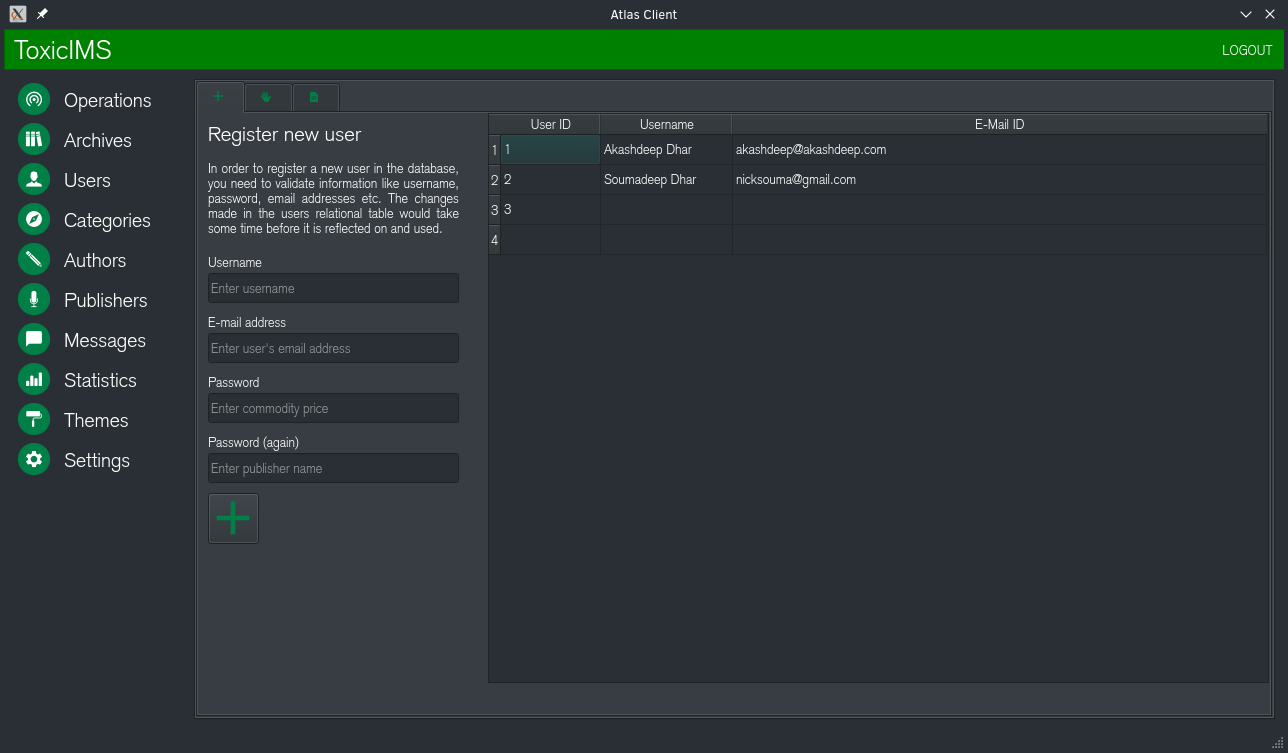 Atlas Client
ToxicIMS
LOGOUT
Operations
Archives
Users
Categories
Authors
Publishers
Messages
Statistics
Themes
Settings
Register new user
In order to register a new user in the database,
you need to validate information like username,
password, email addresses etc. The changes
made in the users relational table would take
some time before it is reflected on and used.
Username
Enter username
E-mail address
Enter user's email address
Password
Enter commodity price
Password (again)
Enter publisher name
User ID Username E-Mail ID
1 1 Akashdeep Dhar akashdeep@akashdeep.com
2 2 Soumadeep Dhar nicksouma@gmail.com
3 3
4